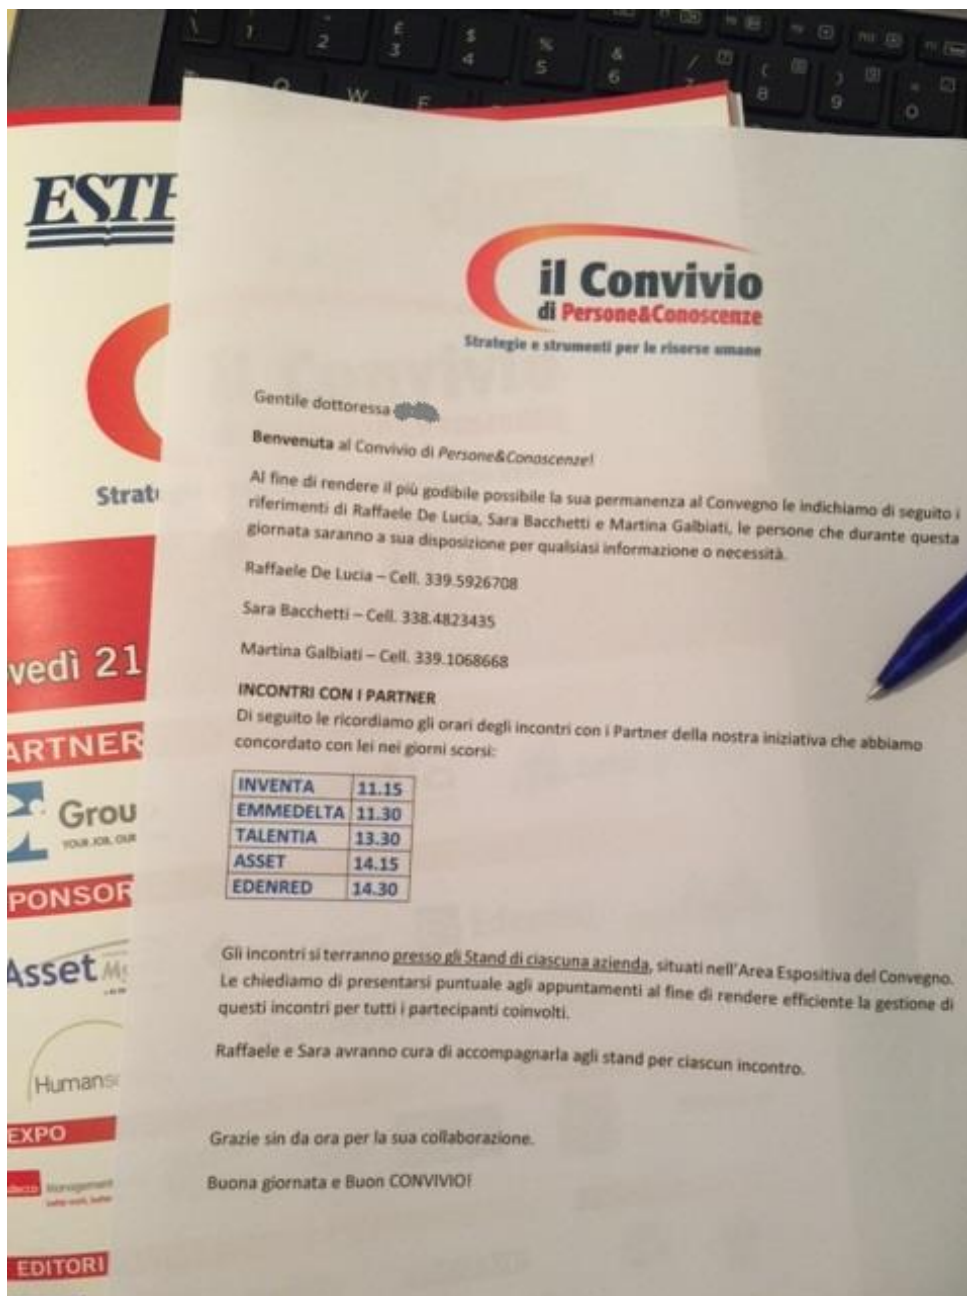 ESTE
il Convivio
di Persone&Conoscenze
Strategie e strumenti per le risorse umane
Gentile dottoressa
Benvenuta al Convivio di Persone&Conoscenze!
Al fine di rendere il più godibile possibile la sua permanenza al Convegno le indichiamo di seguito i
riferimenti di Raffaele De Lucia, Sara Bacchetti e Martina Galbiati, le persone che durante questa
giornata saranno a sua disposizione per qualsiasi informazione o necessità.
Raffaele De Lucia – Cell. 339.5926708
Sara Bacchetti – Cell. 338.4823435
Martina Galbiati – Cell. 339.1068668
INCONTRI CON I PARTNER
Di seguito le ricordiamo gli orari degli incontri con i Partner della nostra iniziativa che abbiamo
concordato con lei nei giorni scorsi:
INVENTA 11.15
EMMEDELTA 11.30
TALENTIA 13.30
ASSET 14.15
EDENRED 14.30
Gli incontri si terranno presso gli Stand di ciascuna azienda, situati nell'Area Espositiva del Convegno.
Le chiediamo di presentarsi puntuale agli appuntamenti al fine di rendere efficiente la gestione di
questi incontri per tutti i partecipanti coinvolti.
Raffaele e Sara avranno cura di accompagnarla agli stand per ciascun incontro.
Grazie sin da ora per la sua collaborazione.
Buona giornata e Buon CONVIVIO!
Strat
vedì 21
ARTNER
Grou
YOUR JOB, OUR
PONSOR
Asset
Humans
EXPO
Management
EDITORI